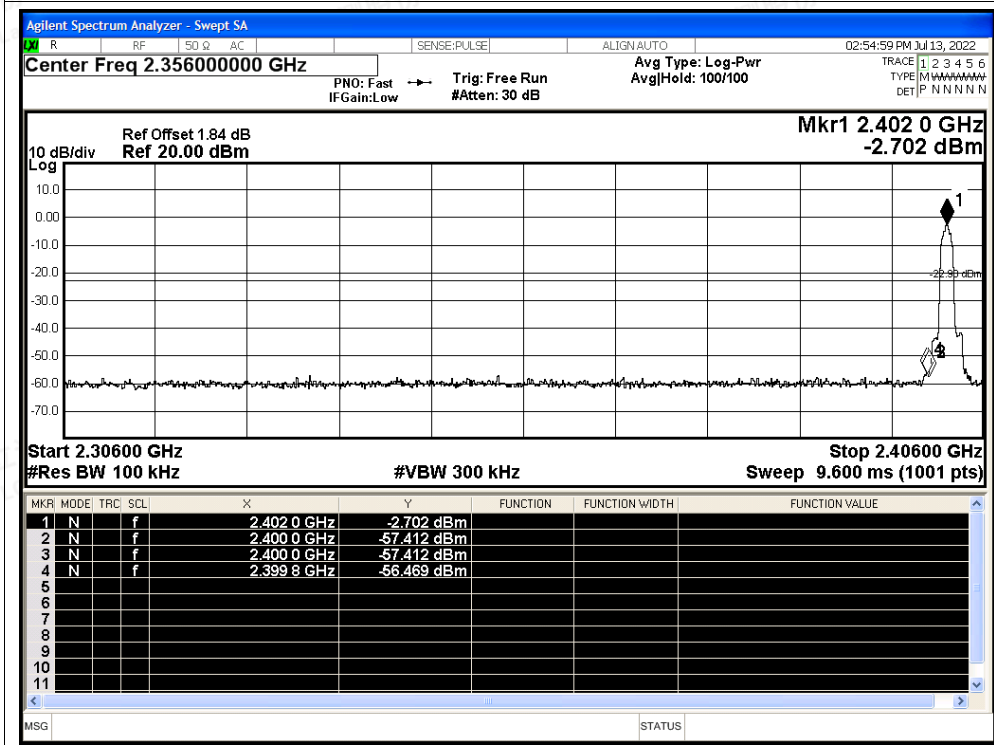 Agilent Spectrum Analyzer - Swept SA
LXI R RF 50 Ω AC SENSE:PULSE ALIGN AUTO 02:54:59 PM Jul 13, 2022
Center Freq 2.356000000 GHz
PNO: Fast
IFGain:Low
Trig: Free Run
#Atten: 30 dB
Avg Type: Log-Pwr
Avg|Hold: 100/100
TRACE 1 2 3 4 5 6
TYPE M WWWWW
DET P N N N N N
Ref Offset 1.84 dB
10 dB/div Ref 20.00 dBm
Log
Mkr1 2.402 0 GHz
-2.702 dBm
10.0
0.00
-10.0
-20.0
-30.0
-40.0
-50.0
-60.0
-70.0
1
-22.90 dBm
4
Start 2.30600 GHz Stop 2.40600 GHz
#Res BW 100 kHz #VBW 300 kHz Sweep 9.600 ms (1001 pts)
MKR MODE TRC SCL X Y FUNCTION FUNCTION WIDTH FUNCTION VALUE
1 N f 2.402 0 GHz -2.702 dBm
2 N f 2.400 0 GHz -57.412 dBm
3 N f 2.400 0 GHz -57.412 dBm
4 N f 2.399 8 GHz -56.469 dBm
5
6
7
8
9
10
11
MSG STATUS